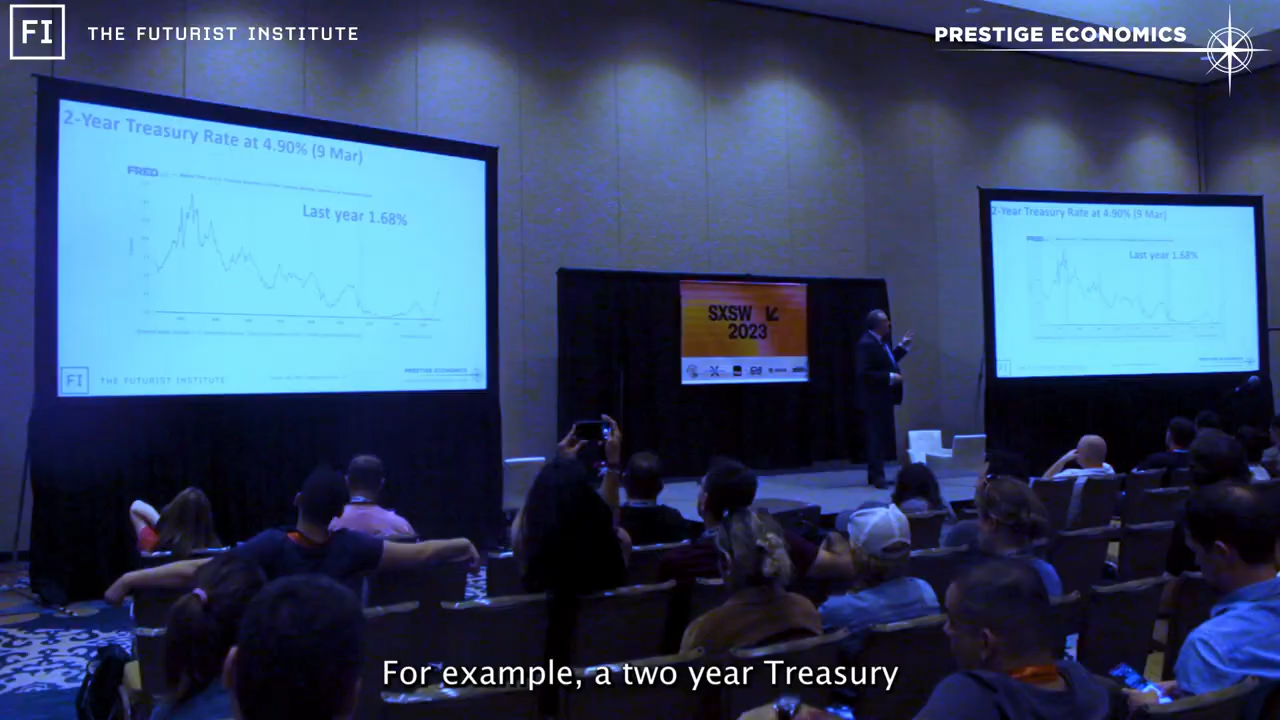 FI THE FUTURIST INSTITUTE
PRESTIGE ECONOMICS
2-Year Treasury Rate at 4.90% (9 Mar)
FRED
Last year 1.68%
FI THE FUTURIST INSTITUTE
PRESTIGE ECONOMICS
SXSW
2023
2-Year Treasury Rate at 4.90% (9 Mar)
Last year 1.68%
For example, a two year Treasury